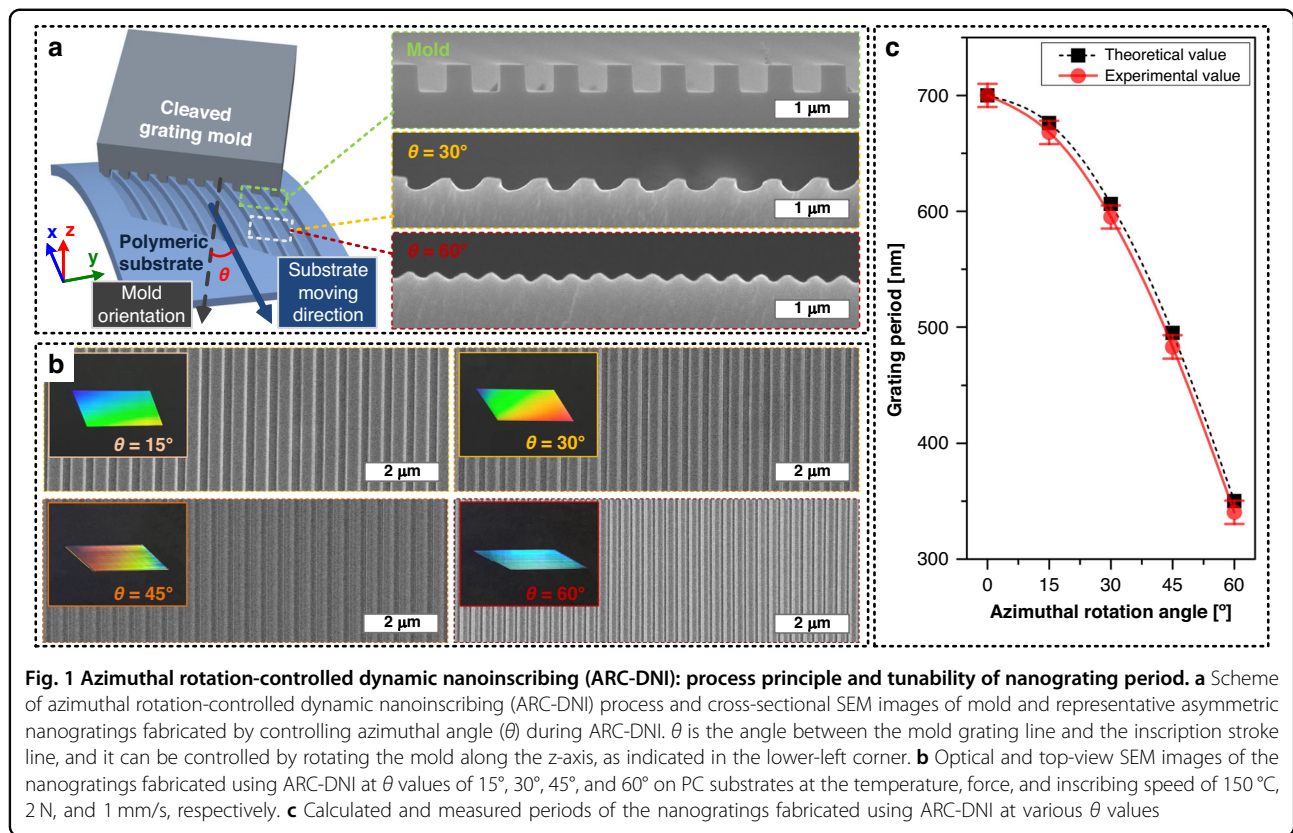 a
Cleaved
grating mold
x
z
y
Polymeric
substrate
θ
Mold
orientation
Substrate
moving
direction
Mold
1 μm
θ = 30°
1 μm
θ = 60°
1 μm
b
θ = 15°
2 μm
θ = 30°
2 μm
θ = 45°
2 μm
θ = 60°
2 μm
c
Theoretical value
Experimental value
Grating period [nm]
700
600
500
400
300
0 15 30 45 60
Azimuthal rotation angle [º]
Fig. 1 Azimuthal rotation-controlled dynamic nanoinscribing (ARC-DNI): process principle and tunability of nanograting period. a Scheme
of azimuthal rotation-controlled dynamic nanoinscribing (ARC-DNI) process and cross-sectional SEM images of mold and representative asymmetric
nanogratings fabricated by controlling azimuthal angle (θ) during ARC-DNI. θ is the angle between the mold grating line and the inscription stroke
line, and it can be controlled by rotating the mold along the z-axis, as indicated in the lower-left corner. b Optical and top-view SEM images of the
nanogratings fabricated using ARC-DNI at θ values of 15°, 30°, 45°, and 60° on PC substrates at the temperature, force, and inscribing speed of 150 °C,
2 N, and 1 mm/s, respectively. c Calculated and measured periods of the nanogratings fabricated using ARC-DNI at various θ values